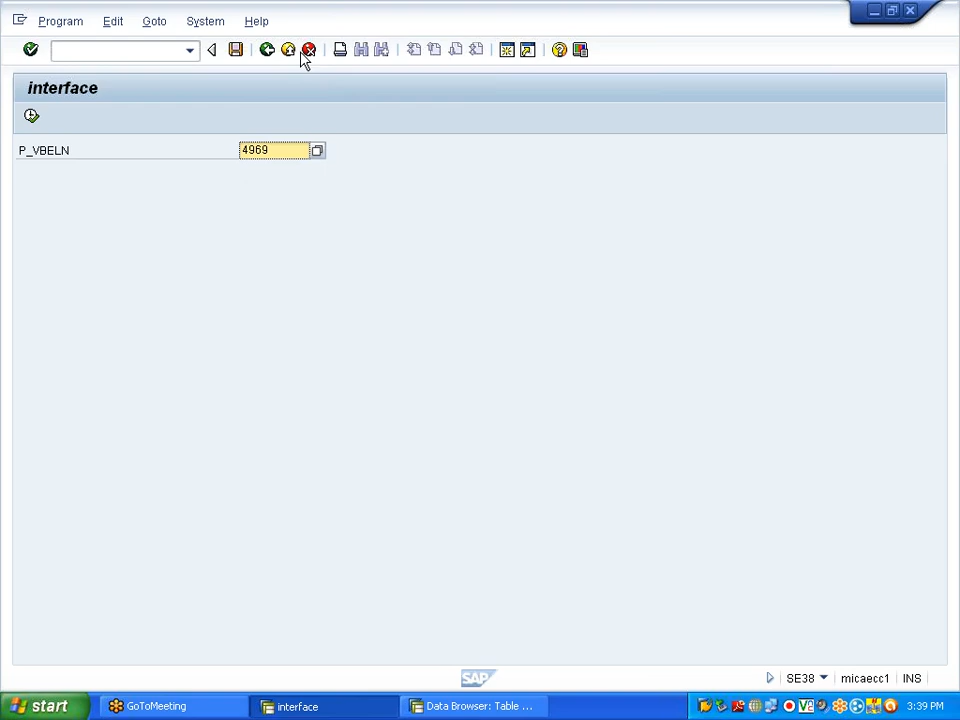 Program Edit Goto System Help
interface
P_VBELN 4969
SAP
SE38 micaecc1 INS
start GoToMeeting interface Data Browser: Table ... 3:39 PM